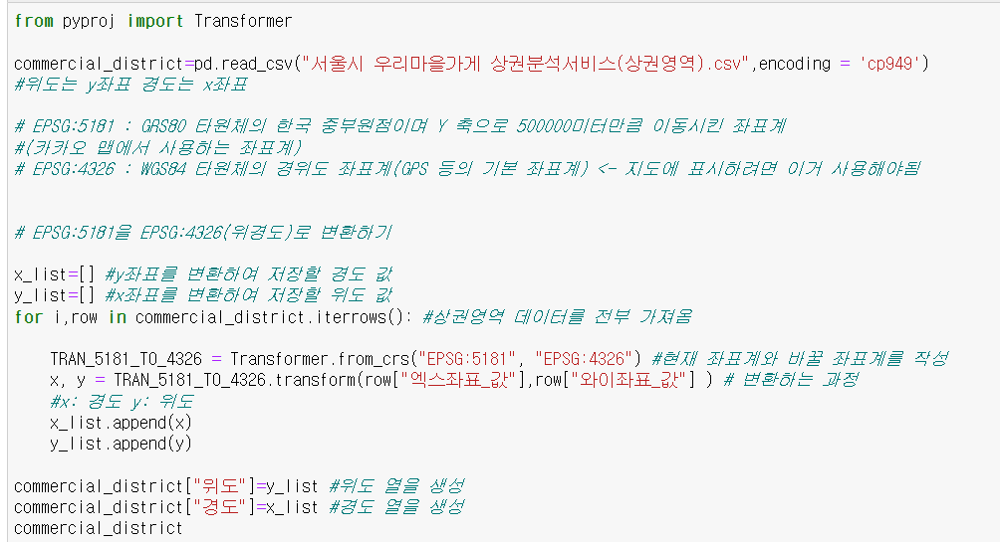 from pyproj import Transformer
commercial_district=pd.read_csv("서울시 우리마을가게 상권분석서비스(상권영역).csv",encoding = 'cp949')
#위도는 y좌표 경도는 x좌표
# EPSG:5181 : GRS80 타원체의 한국 중부원점이며 Y 축으로 500000미터만큼 이동시킨 좌표계
#(카카오 맵에서 사용하는 좌표계)
# EPSG:4326 : WGS84 타원체의 경위도 좌표계(GPS 등의 기본 좌표계) <- 지도에 표시하려면 이거 사용해야됨
# EPSG:5181을 EPSG:4326(위경도)로 변환하기
x_list=[] #y좌표를 변환하여 저장할 경도 값
y_list=[] #x좌표를 변환하여 저장할 위도 값
for i,row in commercial_district.iterrows(): #상권영역 데이터를 전부 가져옴
    TRAN_5181_TO_4326 = Transformer.from_crs("EPSG:5181", "EPSG:4326") #현재 좌표계와 바꿀 좌표계를 작성
    x, y = TRAN_5181_TO_4326.transform(row["엑스좌표_값"],row["와이좌표_값"] ) # 변환하는 과정
    #x: 경도 y: 위도
    x_list.append(x)
    y_list.append(y)
commercial_district["위도"]=y_list #위도 열을 생성
commercial_district["경도"]=x_list #경도 열을 생성
commercial_district